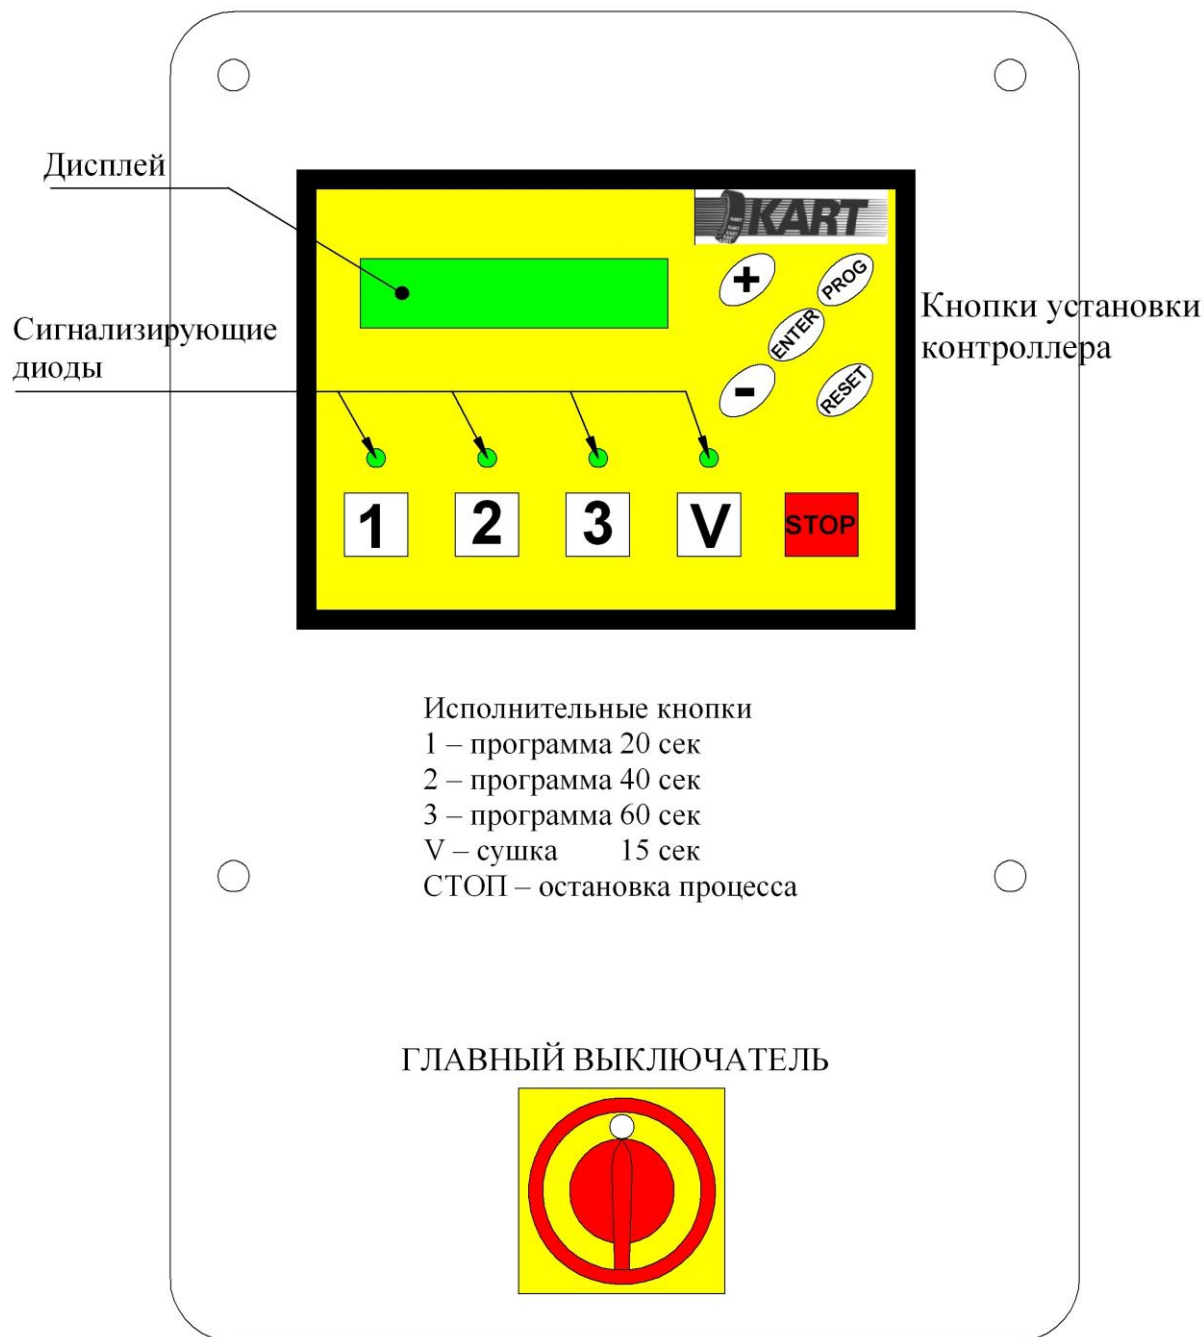 Дисплей
KART
+
PROG
Сигнализирующие
диоды
ENTER
Кнопки установки
контроллера
-
RESET
1 2 3 V STOP
Исполнительные кнопки
1 – программа 20 сек
2 – программа 40 сек
3 – программа 60 сек
V – сушка 15 сек
СТОП – остановка процесса
ГЛАВНЫЙ ВЫКЛЮЧАТЕЛЬ